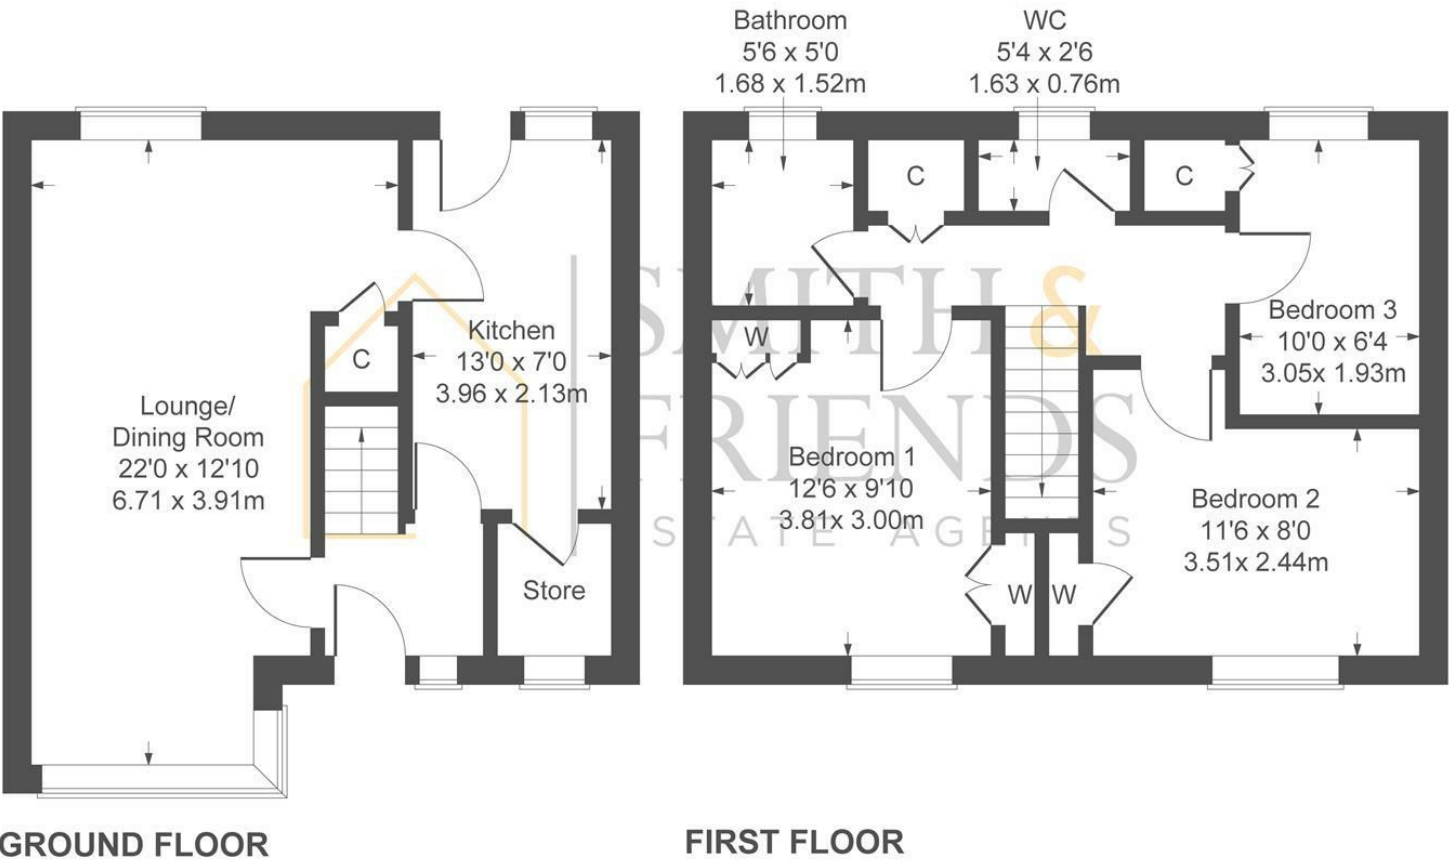 Bathroom
5'6 x 5'0
1.68 x 1.52m
WC
5'4 x 2'6
1.63 x 0.76m
C
C
SMITH &
FRIENDS
ESTATE AGENTS
Kitchen
13'0 x 7'0
3.96 x 2.13m
C
Lounge/
Dining Room
22'0 x 12'10
6.71 x 3.91m
Store
W
Bedroom 3
10'0 x 6'4
3.05x 1.93m
Bedroom 1
12'6 x 9'10
3.81x 3.00m
Bedroom 2
11'6 x 8'0
3.51x 2.44m
W
W
GROUND FLOOR
FIRST FLOOR